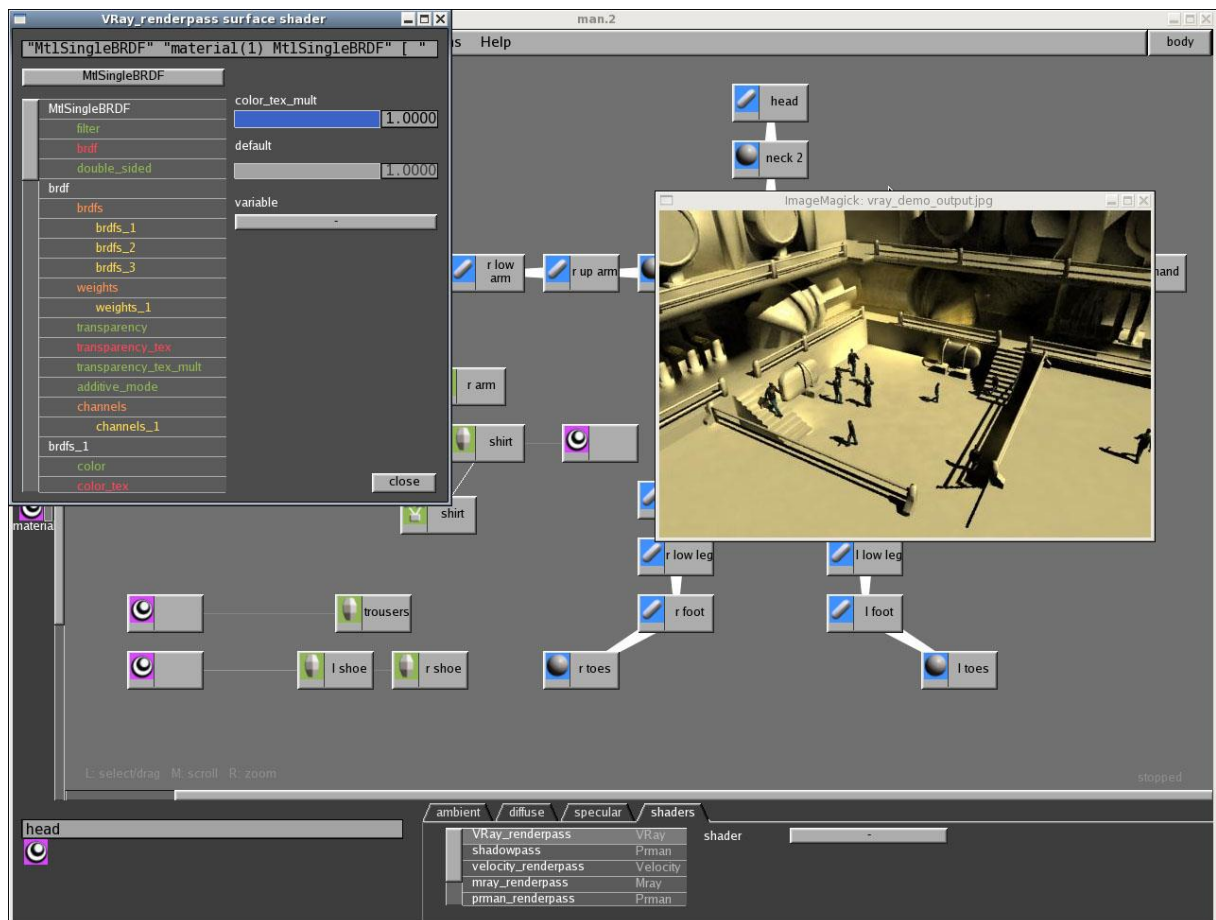 VRay_renderpass surface shader
man.2
"MtlSingleBRDF" "material(1) MtlSingleBRDF" [ "
Help
body
MtlSingleBRDF
MtlSingleBRDF
filter
brdf
double_sided
brdf
brdfs
brdfs_1
brdfs_2
brdfs_3
weights
weights_1
transparency
transparency_tex
transparency_tex_mult
additive_mode
channels
channels_1
brdfs_1
color
color_tex
color_tex_mult
1.0000
default
1.0000
variable
-
close
head
neck 2
ImageMagick: vray_demo_output.jpg
r low
arm
r up arm
r arm
shirt
shirt
r low leg
l low leg
trousers
r foot
l foot
l shoe
r shoe
r toes
l toes
L: select/drag M: scroll R: zoom
stopped
head
ambient
diffuse
specular
shaders
VRay_renderpass VRay
shadowpass Prman
velocity_renderpass Velocity
mray_renderpass Mray
prman_renderpass Prman
shader
-